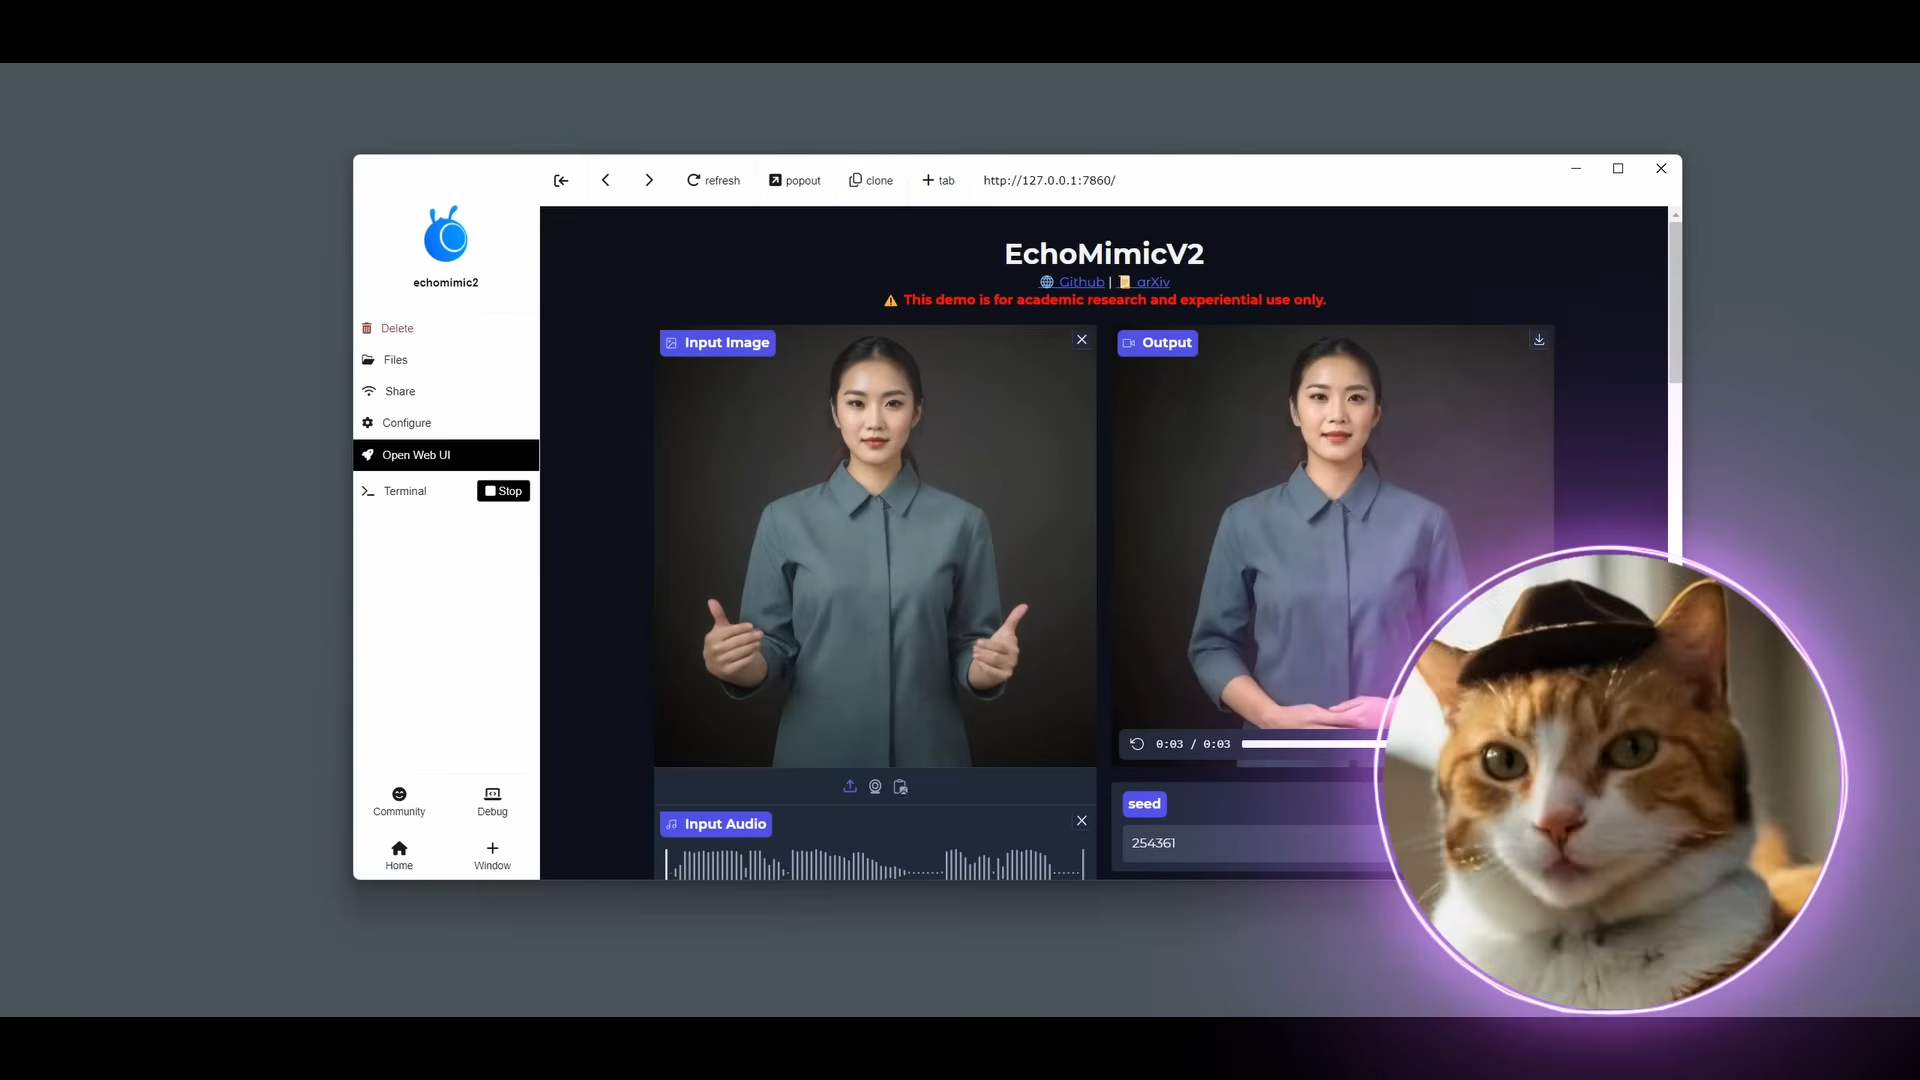 refresh
popout
clone
tab
http://127.0.0.1:7860/
echomimic2
Delete
Files
Share
Configure
Open Web UI
Terminal
Stop
Community
Debug
Home
Window
EchoMimicV2
Github | arXiv
This demo is for academic research and experiential use only.
Input Image
Output
0:03 / 0:03
Input Audio
seed
254361